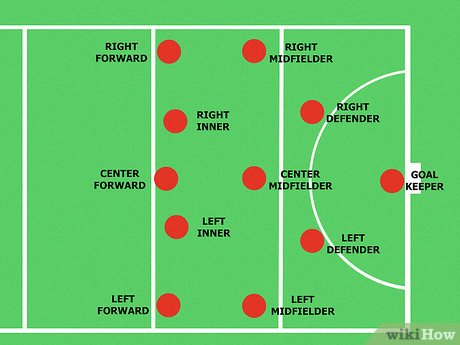 RIGHT
FORWARD
RIGHT
MIDFIELDER
RIGHT
INNER
RIGHT
DEFENDER
CENTER
FORWARD
CENTER
MIDFIELDER
GOAL
KEEPER
LEFT
INNER
LEFT
DEFENDER
LEFT
FORWARD
LEFT
MIDFIELDER
wikiHow